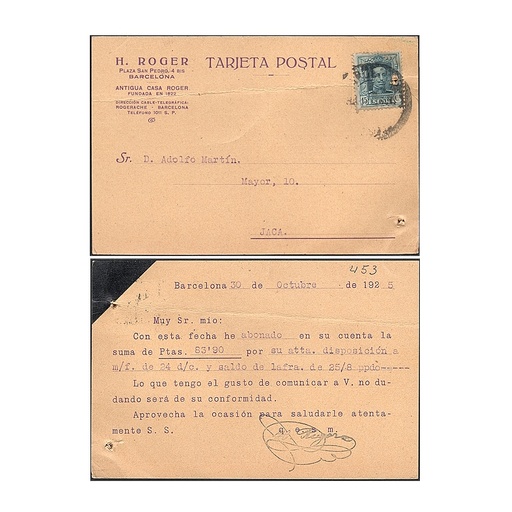 H. ROGER
PLAZA SAN PEDRO, 4 BIS
BARCELONA
ANTIGUA CASA ROGER
FUNDADA EN 1822
DIRECCIÓN CABLE-TELEGRÁFICA:
ROGERACHE - BARCELONA
TELÉFONO 1011 S. P.
TARJETA POSTAL
ESPAÑA
Sr. D. Adolfo Martín.
Mayor, 10.
JACA.
453
Barcelona 30 de Octubre de 1925
Muy Sr. mio:
Con esta fecha he abonado en su cuenta la
suma de Ptas. 83'90 por su atta. disposición a
m/f. de 24 d/c. y saldo de lafra. de 25/8 ppdo
Lo que tengo el gusto de comunicar a V. no du-
dando será de su conformidad.
Aprovecha la ocasión para saludarle atenta-
mente S. S.
q. e. s. m.